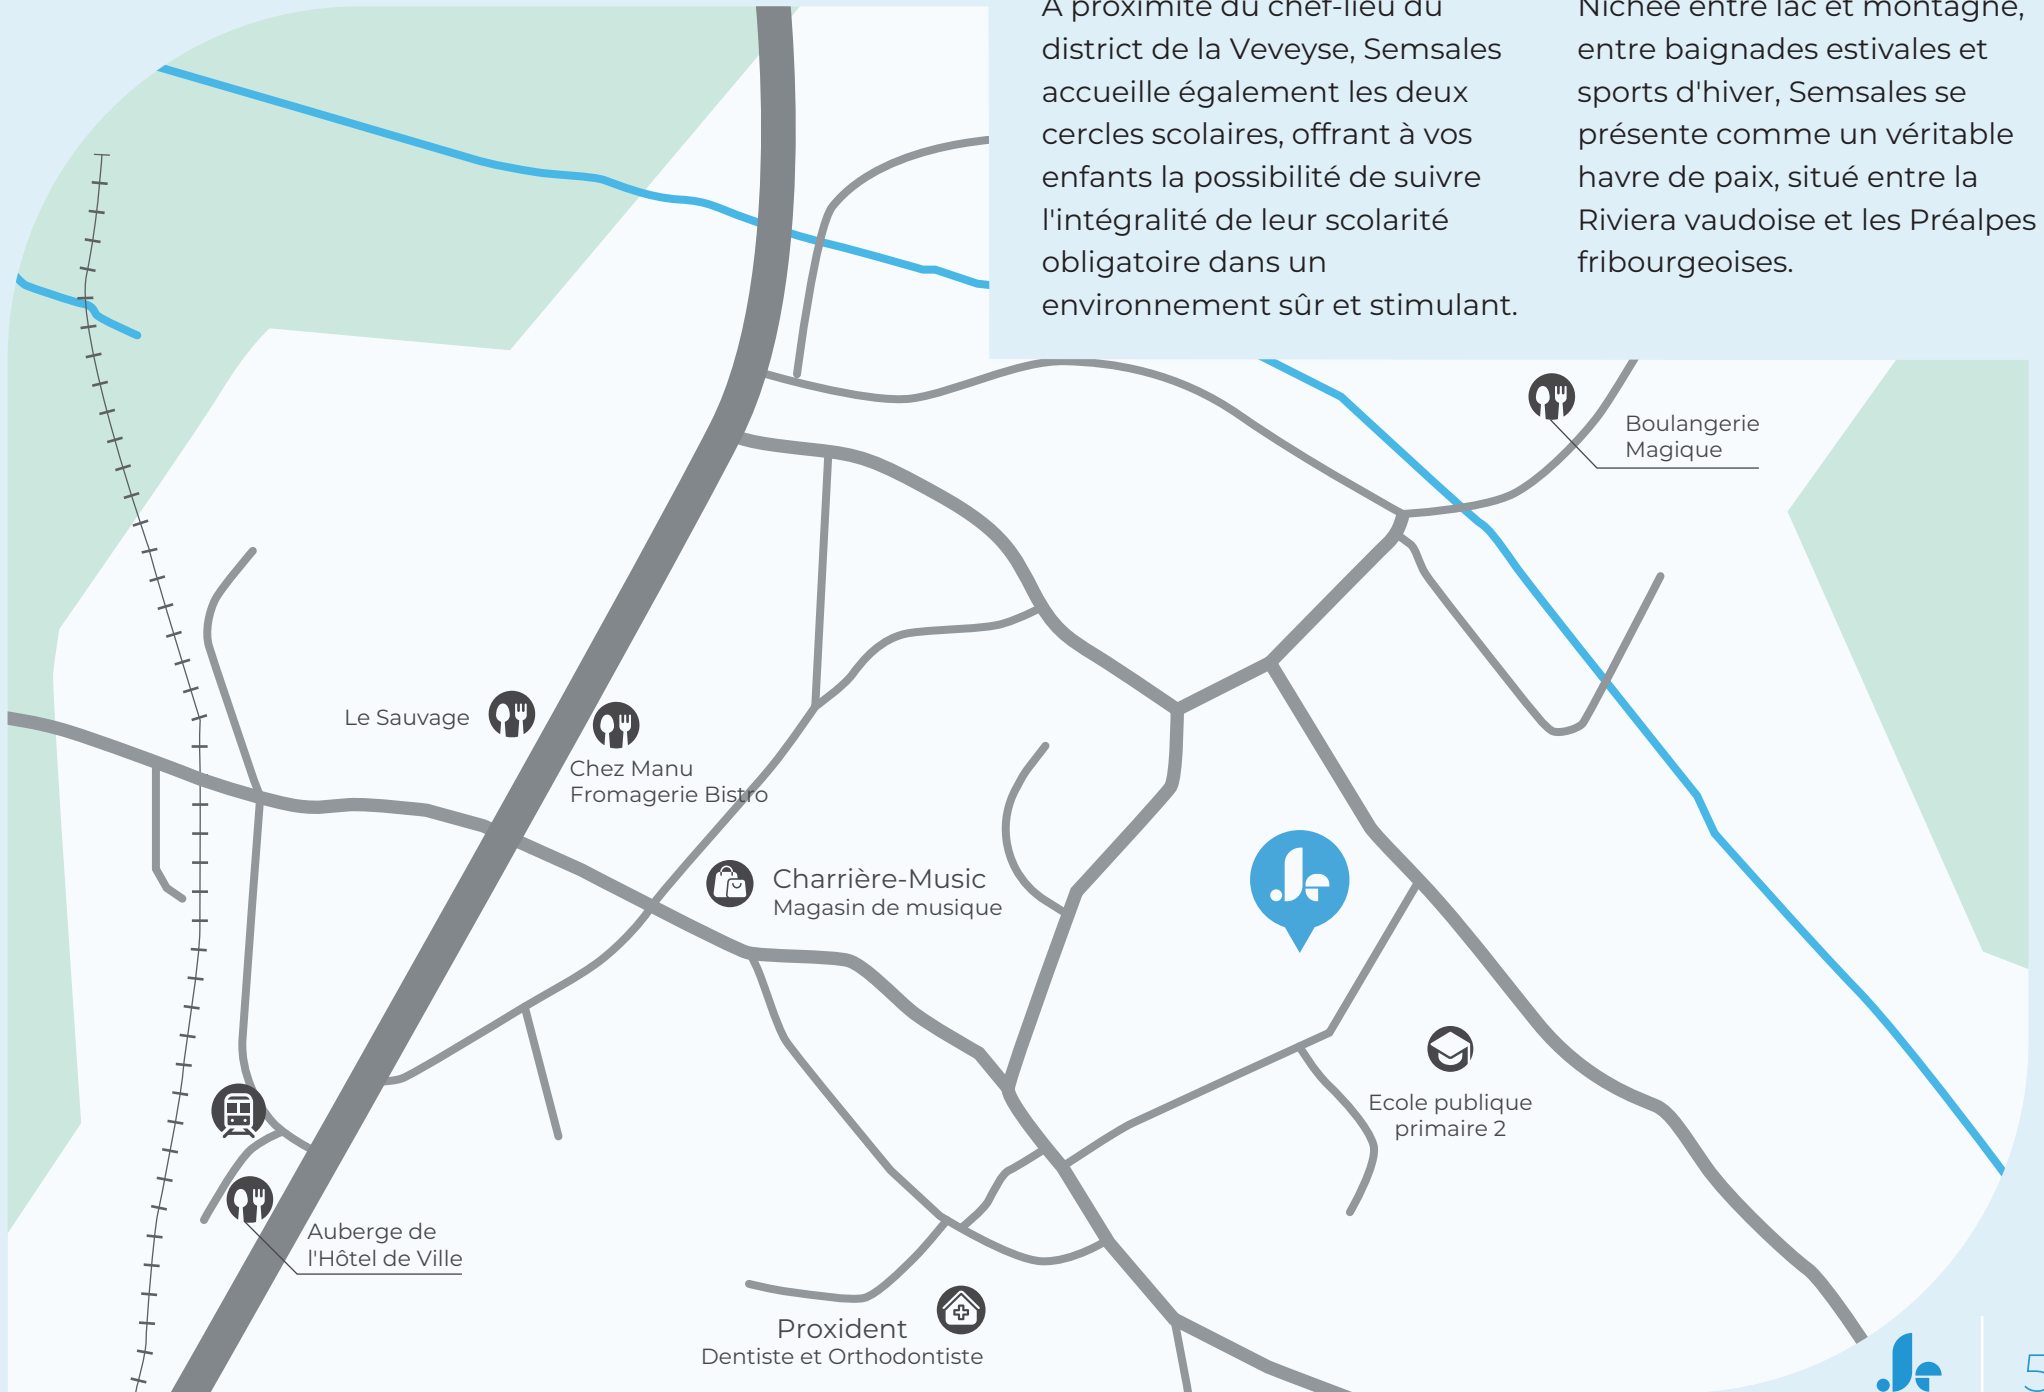 A proximité du chef-lieu du
district de la Veveyse, Semsales
accueille également les deux
cercles scolaires, offrant à vos
enfants la possibilité de suivre
l'intégralité de leur scolarité
obligatoire dans un
environnement sûr et stimulant.
Nichée entre lac et montagne,
entre baignades estivales et
sports d'hiver, Semsales se
présente comme un véritable
havre de paix, situé entre la
Riviera vaudoise et les Préalpes
fribourgeoises.
Boulangerie
Magique
Le Sauvage
Chez Manu
Fromagerie Bistro
Charrière-Music
Magasin de musique
Ecole publique
primaire 2
Auberge de
l'Hôtel de Ville
Proxident
Dentiste et Orthodontiste
5